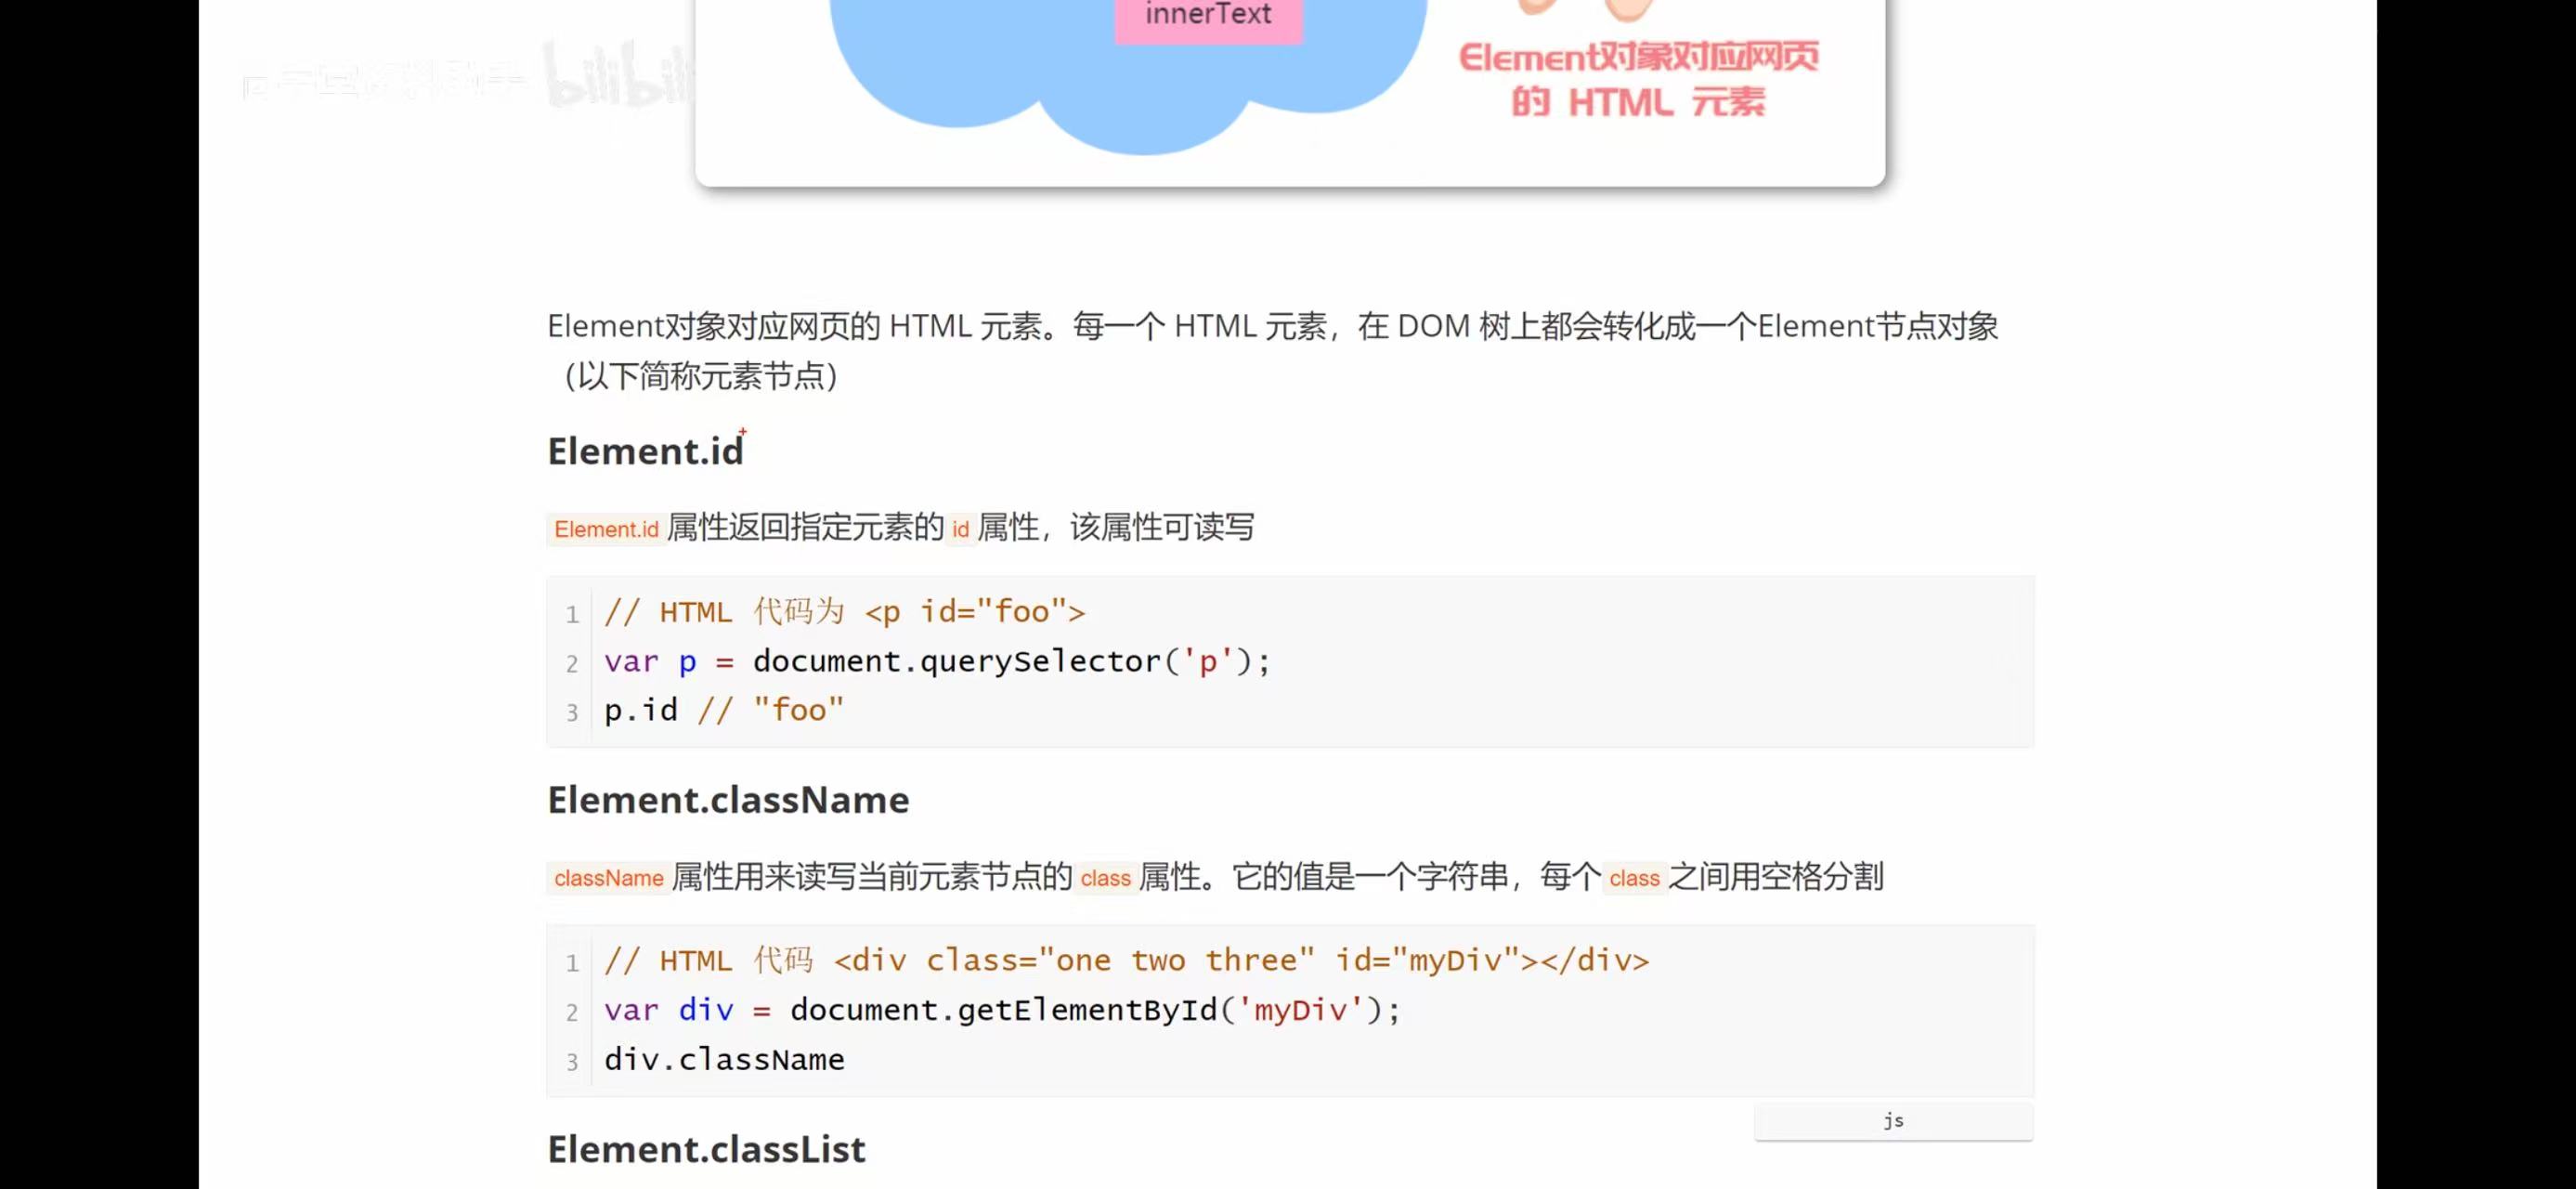 innerText
Element对象对应网页
的 HTML 元素
bilibili
Element对象对应网页的 HTML 元素。每一个 HTML 元素，在 DOM 树上都会转化成一个Element节点对象
（以下简称元素节点）
Element.id
Element.id属性返回指定元素的 id 属性，该属性可读写
1 // HTML 代码为 <p id="foo">
2 var p = document.querySelector('p');
3 p.id // "foo"
Element.className
className 属性用来读写当前元素节点的 class 属性。它的值是一个字符串，每个 class 之间用空格分割
1 // HTML 代码 <div class="one two three" id="myDiv"></div>
2 var div = document.getElementById('myDiv');
3 div.className
js
Element.classList